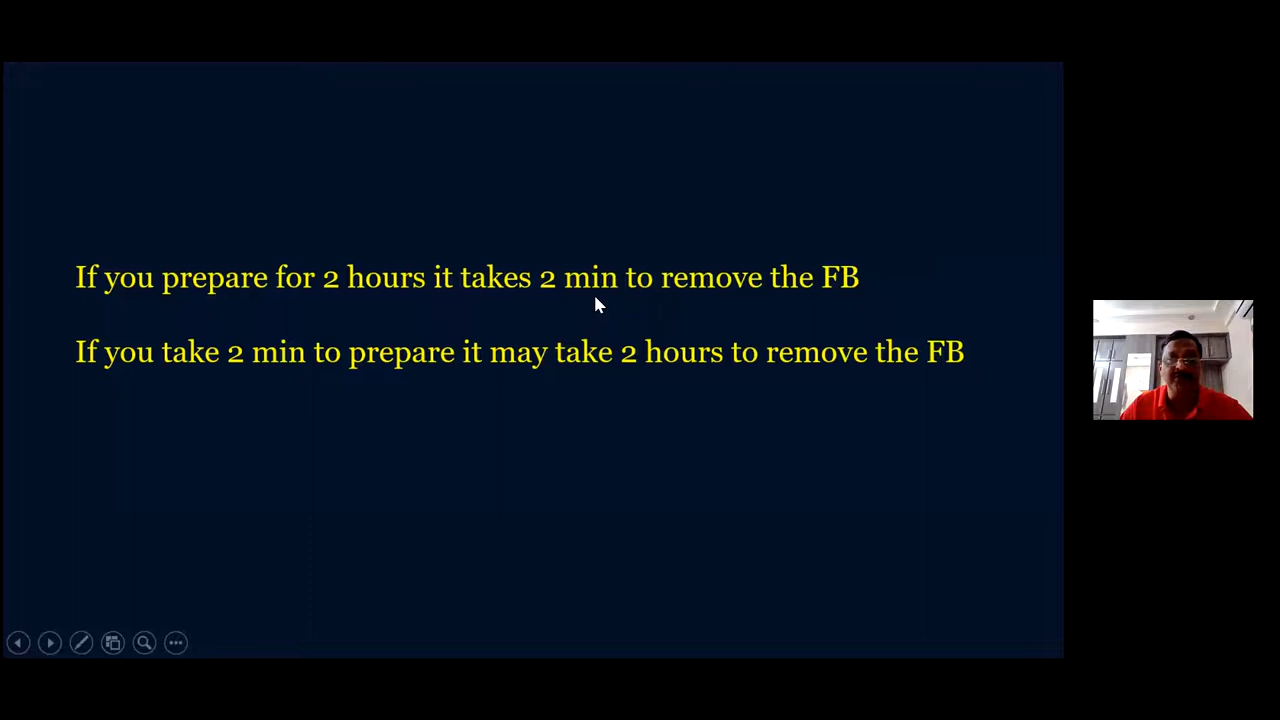 If you prepare for 2 hours it takes 2 min to remove the FB
If you take 2 min to prepare it may take 2 hours to remove the FB